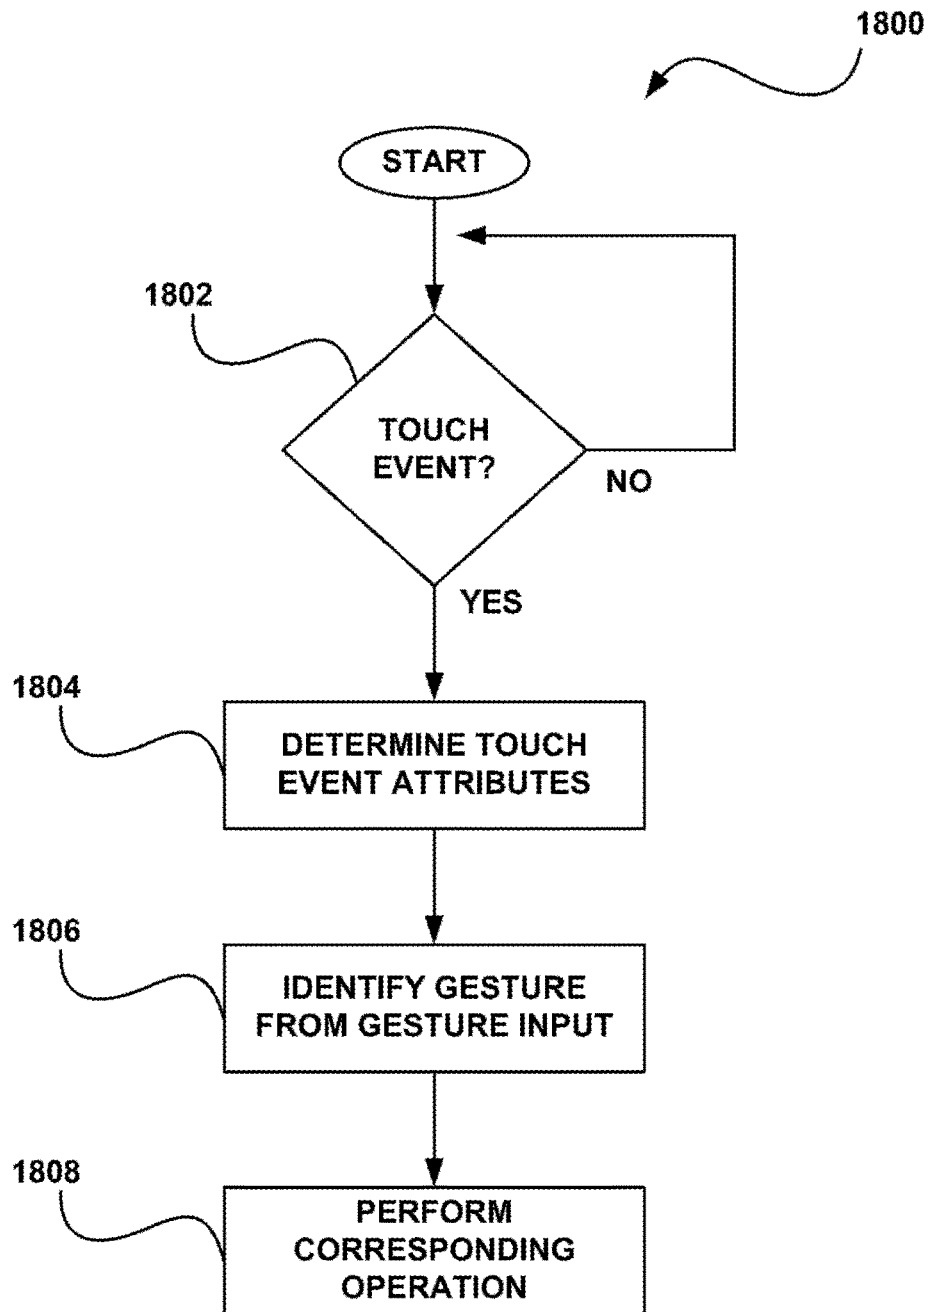 1800
START
1802
TOUCH
EVENT?
NO
YES
1804
DETERMINE TOUCH
EVENT ATTRIBUTES
1806
IDENTIFY GESTURE
FROM GESTURE INPUT
1808
PERFORM
CORRESPONDING
OPERATION